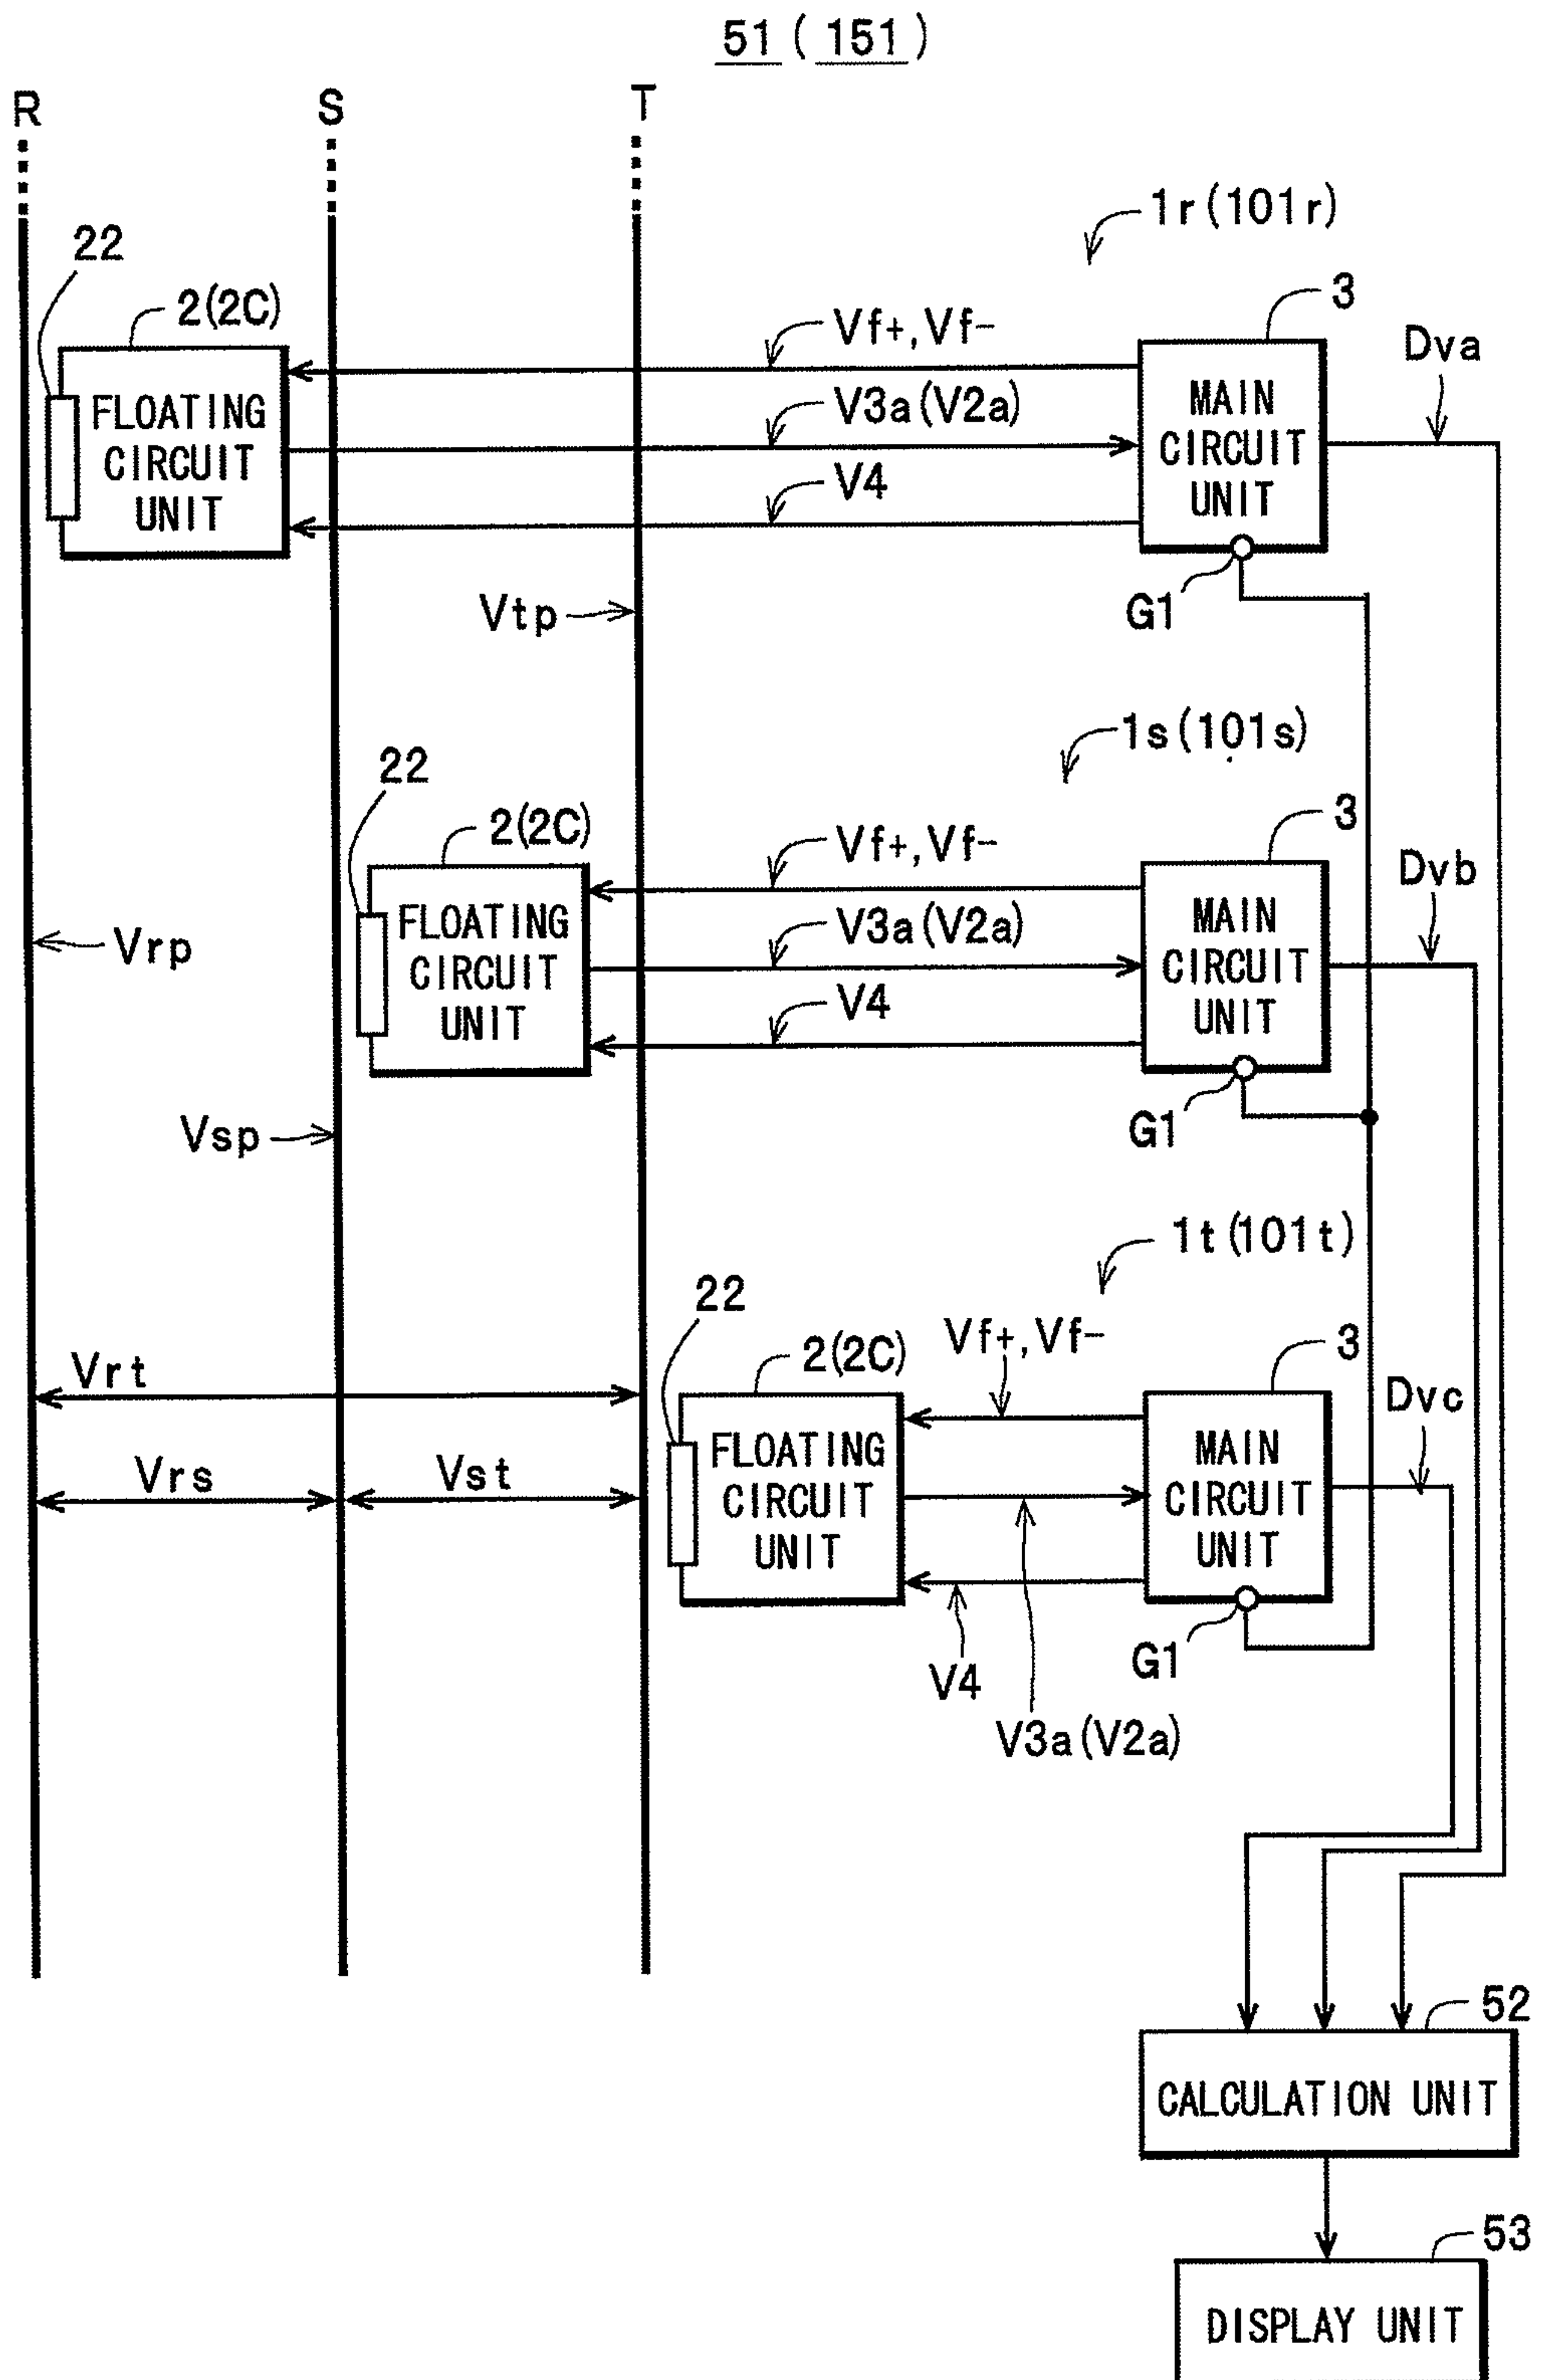 51(151)
R
S
T
1r(101r)
22
2(2C)
Vf+,Vf-
3
Dva
FLOATING
CIRCUIT
UNIT
V3a(V2a)
MAIN
CIRCUIT
UNIT
V4
Vtp
G1
1s(101s)
22
2(2C)
Vf+,Vf-
3
Dvb
FLOATING
CIRCUIT
UNIT
V3a(V2a)
MAIN
CIRCUIT
UNIT
Vrp
V4
Vsp
G1
1t(101t)
22
2(2C)
Vf+,Vf-
3
Vrt
Dvc
FLOATING
CIRCUIT
UNIT
MAIN
CIRCUIT
UNIT
Vrs
Vst
G1
V4
V3a(V2a)
52
CALCULATION UNIT
53
DISPLAY UNIT